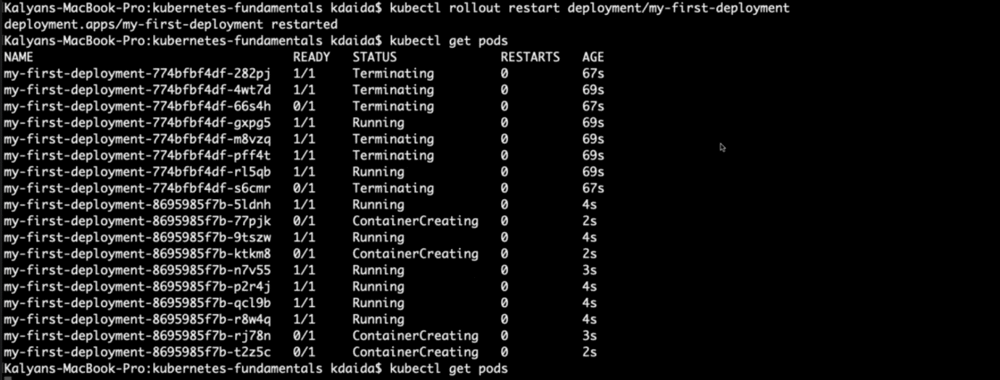 Kalyans-MacBook-Pro:kubernetes-fundamentals kdaida$ kubectl rollout restart deployment/my-first-deployment
deployment.apps/my-first-deployment restarted
Kalyans-MacBook-Pro:kubernetes-fundamentals kdaida$ kubectl get pods
NAME READY STATUS RESTARTS AGE
my-first-deployment-774bfbf4df-282pj 1/1 Terminating 0 67s
my-first-deployment-774bfbf4df-4wt7d 1/1 Terminating 0 69s
my-first-deployment-774bfbf4df-66s4h 0/1 Terminating 0 67s
my-first-deployment-774bfbf4df-gxpg5 1/1 Running 0 69s
my-first-deployment-774bfbf4df-m8vzq 1/1 Terminating 0 69s
my-first-deployment-774bfbf4df-pff4t 1/1 Terminating 0 69s
my-first-deployment-774bfbf4df-rl5qb 1/1 Running 0 69s
my-first-deployment-774bfbf4df-s6cmr 0/1 Terminating 0 67s
my-first-deployment-8695985f7b-5ldnh 1/1 Running 0 4s
my-first-deployment-8695985f7b-77pjk 0/1 ContainerCreating 0 2s
my-first-deployment-8695985f7b-9tszw 1/1 Running 0 4s
my-first-deployment-8695985f7b-ktkm8 0/1 ContainerCreating 0 2s
my-first-deployment-8695985f7b-n7v55 1/1 Running 0 3s
my-first-deployment-8695985f7b-p2r4j 1/1 Running 0 4s
my-first-deployment-8695985f7b-qcl9b 1/1 Running 0 4s
my-first-deployment-8695985f7b-r8w4q 1/1 Running 0 4s
my-first-deployment-8695985f7b-rj78n 0/1 ContainerCreating 0 3s
my-first-deployment-8695985f7b-t2z5c 0/1 ContainerCreating 0 2s
Kalyans-MacBook-Pro:kubernetes-fundamentals kdaida$ kubectl get pods